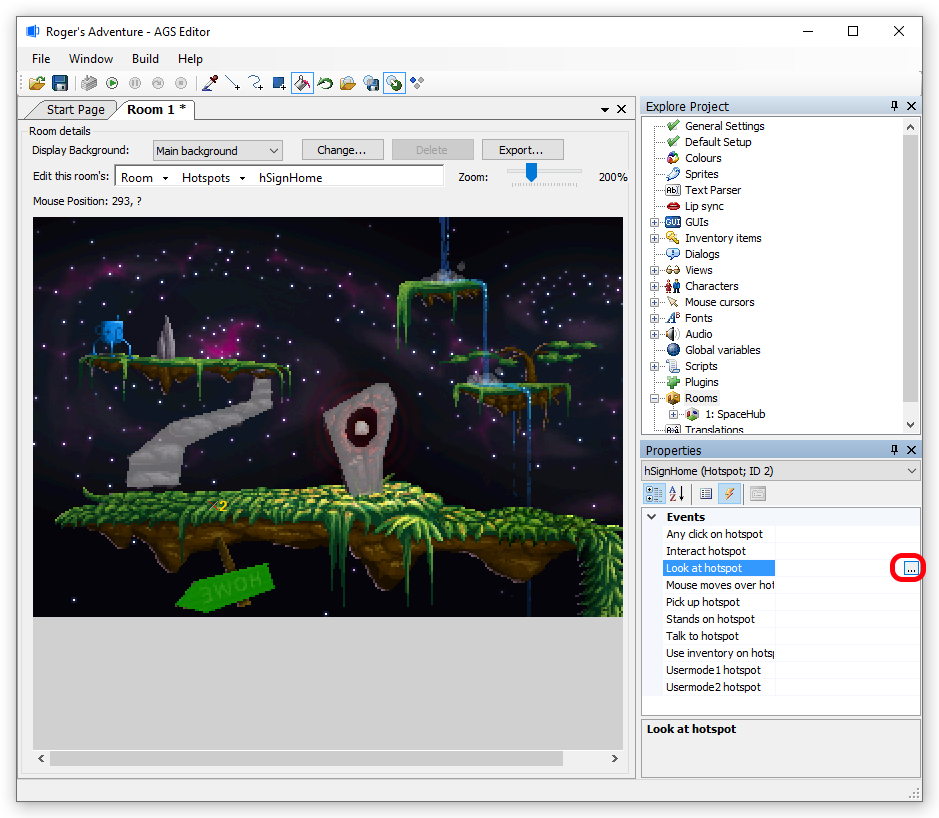 Roger's Adventure - AGS Editor
File Window Build Help
Start Page Room 1 *
Room details
Display Background: Main background Change... Delete Export...
Edit this room's: Room Hotspots hSignHome Zoom: 200%
Mouse Position: 293, ?
2
HOME
Explore Project
General Settings
Default Setup
Colours
Sprites
Ab Text Parser
Lip sync
GUI GUIs
Inventory items
Dialogs
Views
Characters
Mouse cursors
Fonts
Audio
Global variables
Scripts
Plugins
Rooms
1: SpaceHub
Translations
Properties
hSignHome (Hotspot; ID 2)
Events
Any click on hotspot
Interact hotspot
Look at hotspot ...
Mouse moves over hot
Pick up hotspot
Stands on hotspot
Talk to hotspot
Use inventory on hotsp
Usermode1 hotspot
Usermode2 hotspot
Look at hotspot